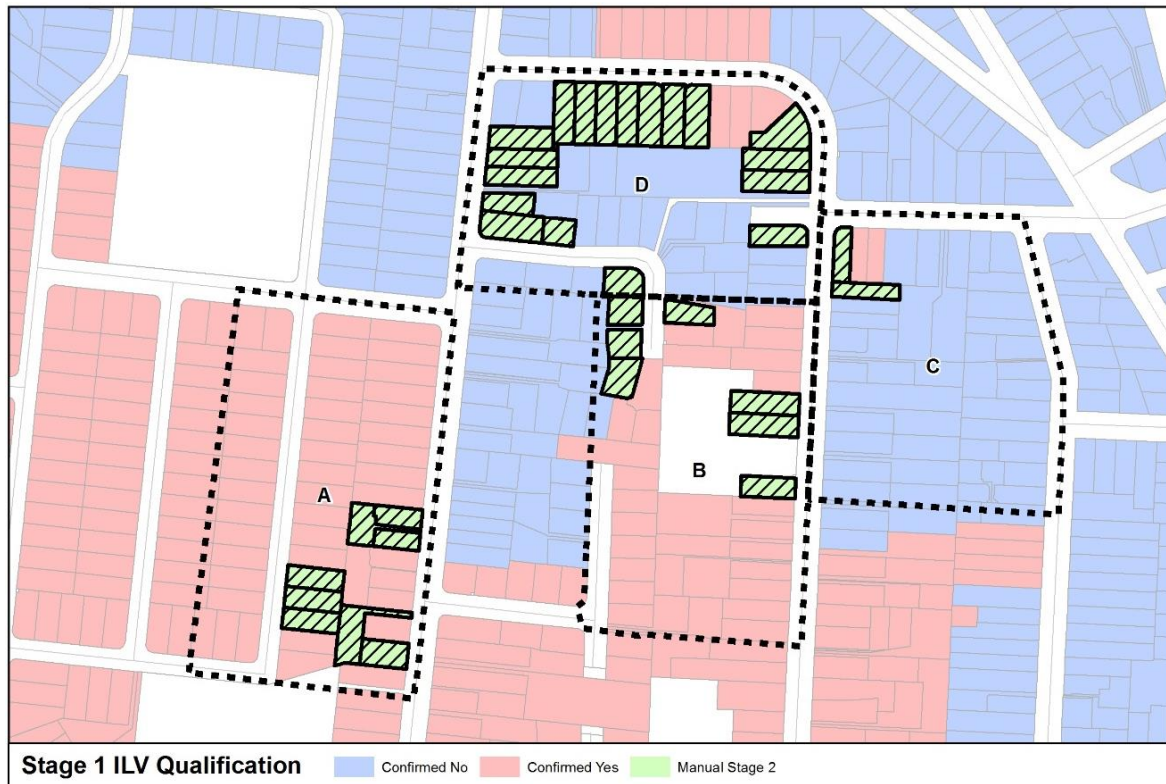 D
C
A
B
Stage 1 ILV Qualification
Confirmed No
Confirmed Yes
Manual Stage 2